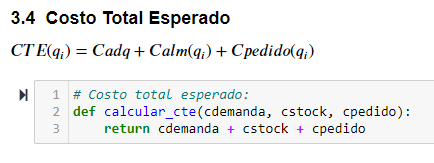 3.4 Costo Total Esperado
CTE(qᵢ) = Cadq + Calm(qᵢ) + Cpedido(qᵢ)
1 # Costo total esperado:
2 def calcular_cte(cdemanda, cstock, cpedido):
3     return cdemanda + cstock + cpedido